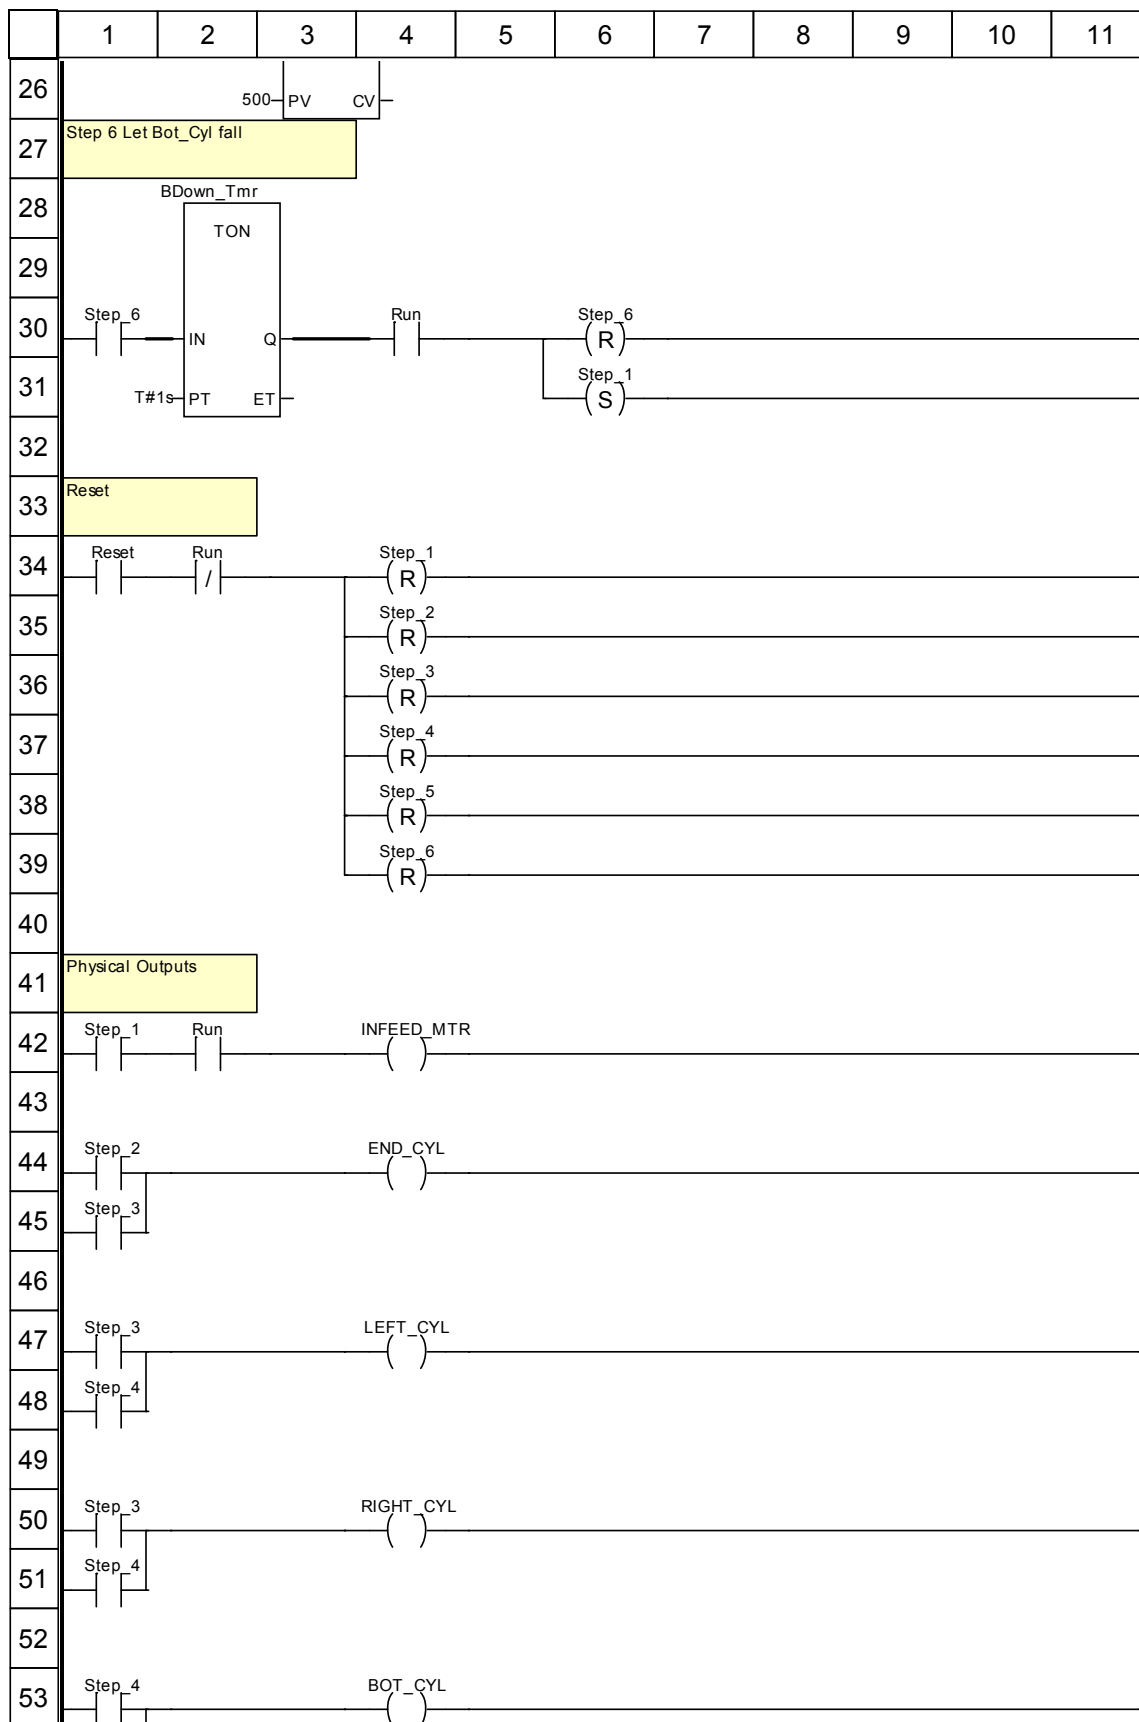 1 2 3 4 5 6 7 8 9 10 11
26
500 PV CV
27 Step 6 Let Bot_Cyl fall
BDown_Tmr
28
TON
29
Step_6 Run Step_6
30 IN Q R
Step_1
31 T#1s PT ET S
32
33 Reset
Reset Run Step_1
34 / R
Step_2
35 R
Step_3
36 R
Step_4
37 R
Step_5
38 R
Step_6
39 R
40
41 Physical Outputs
Step_1 Run INFEED_MTR
42
43
Step_2 END_CYL
44
Step_3
45
46
Step_3 LEFT_CYL
47
Step_4
48
49
Step_3 RIGHT_CYL
50
Step_4
51
52
Step_4 BOT_CYL
53